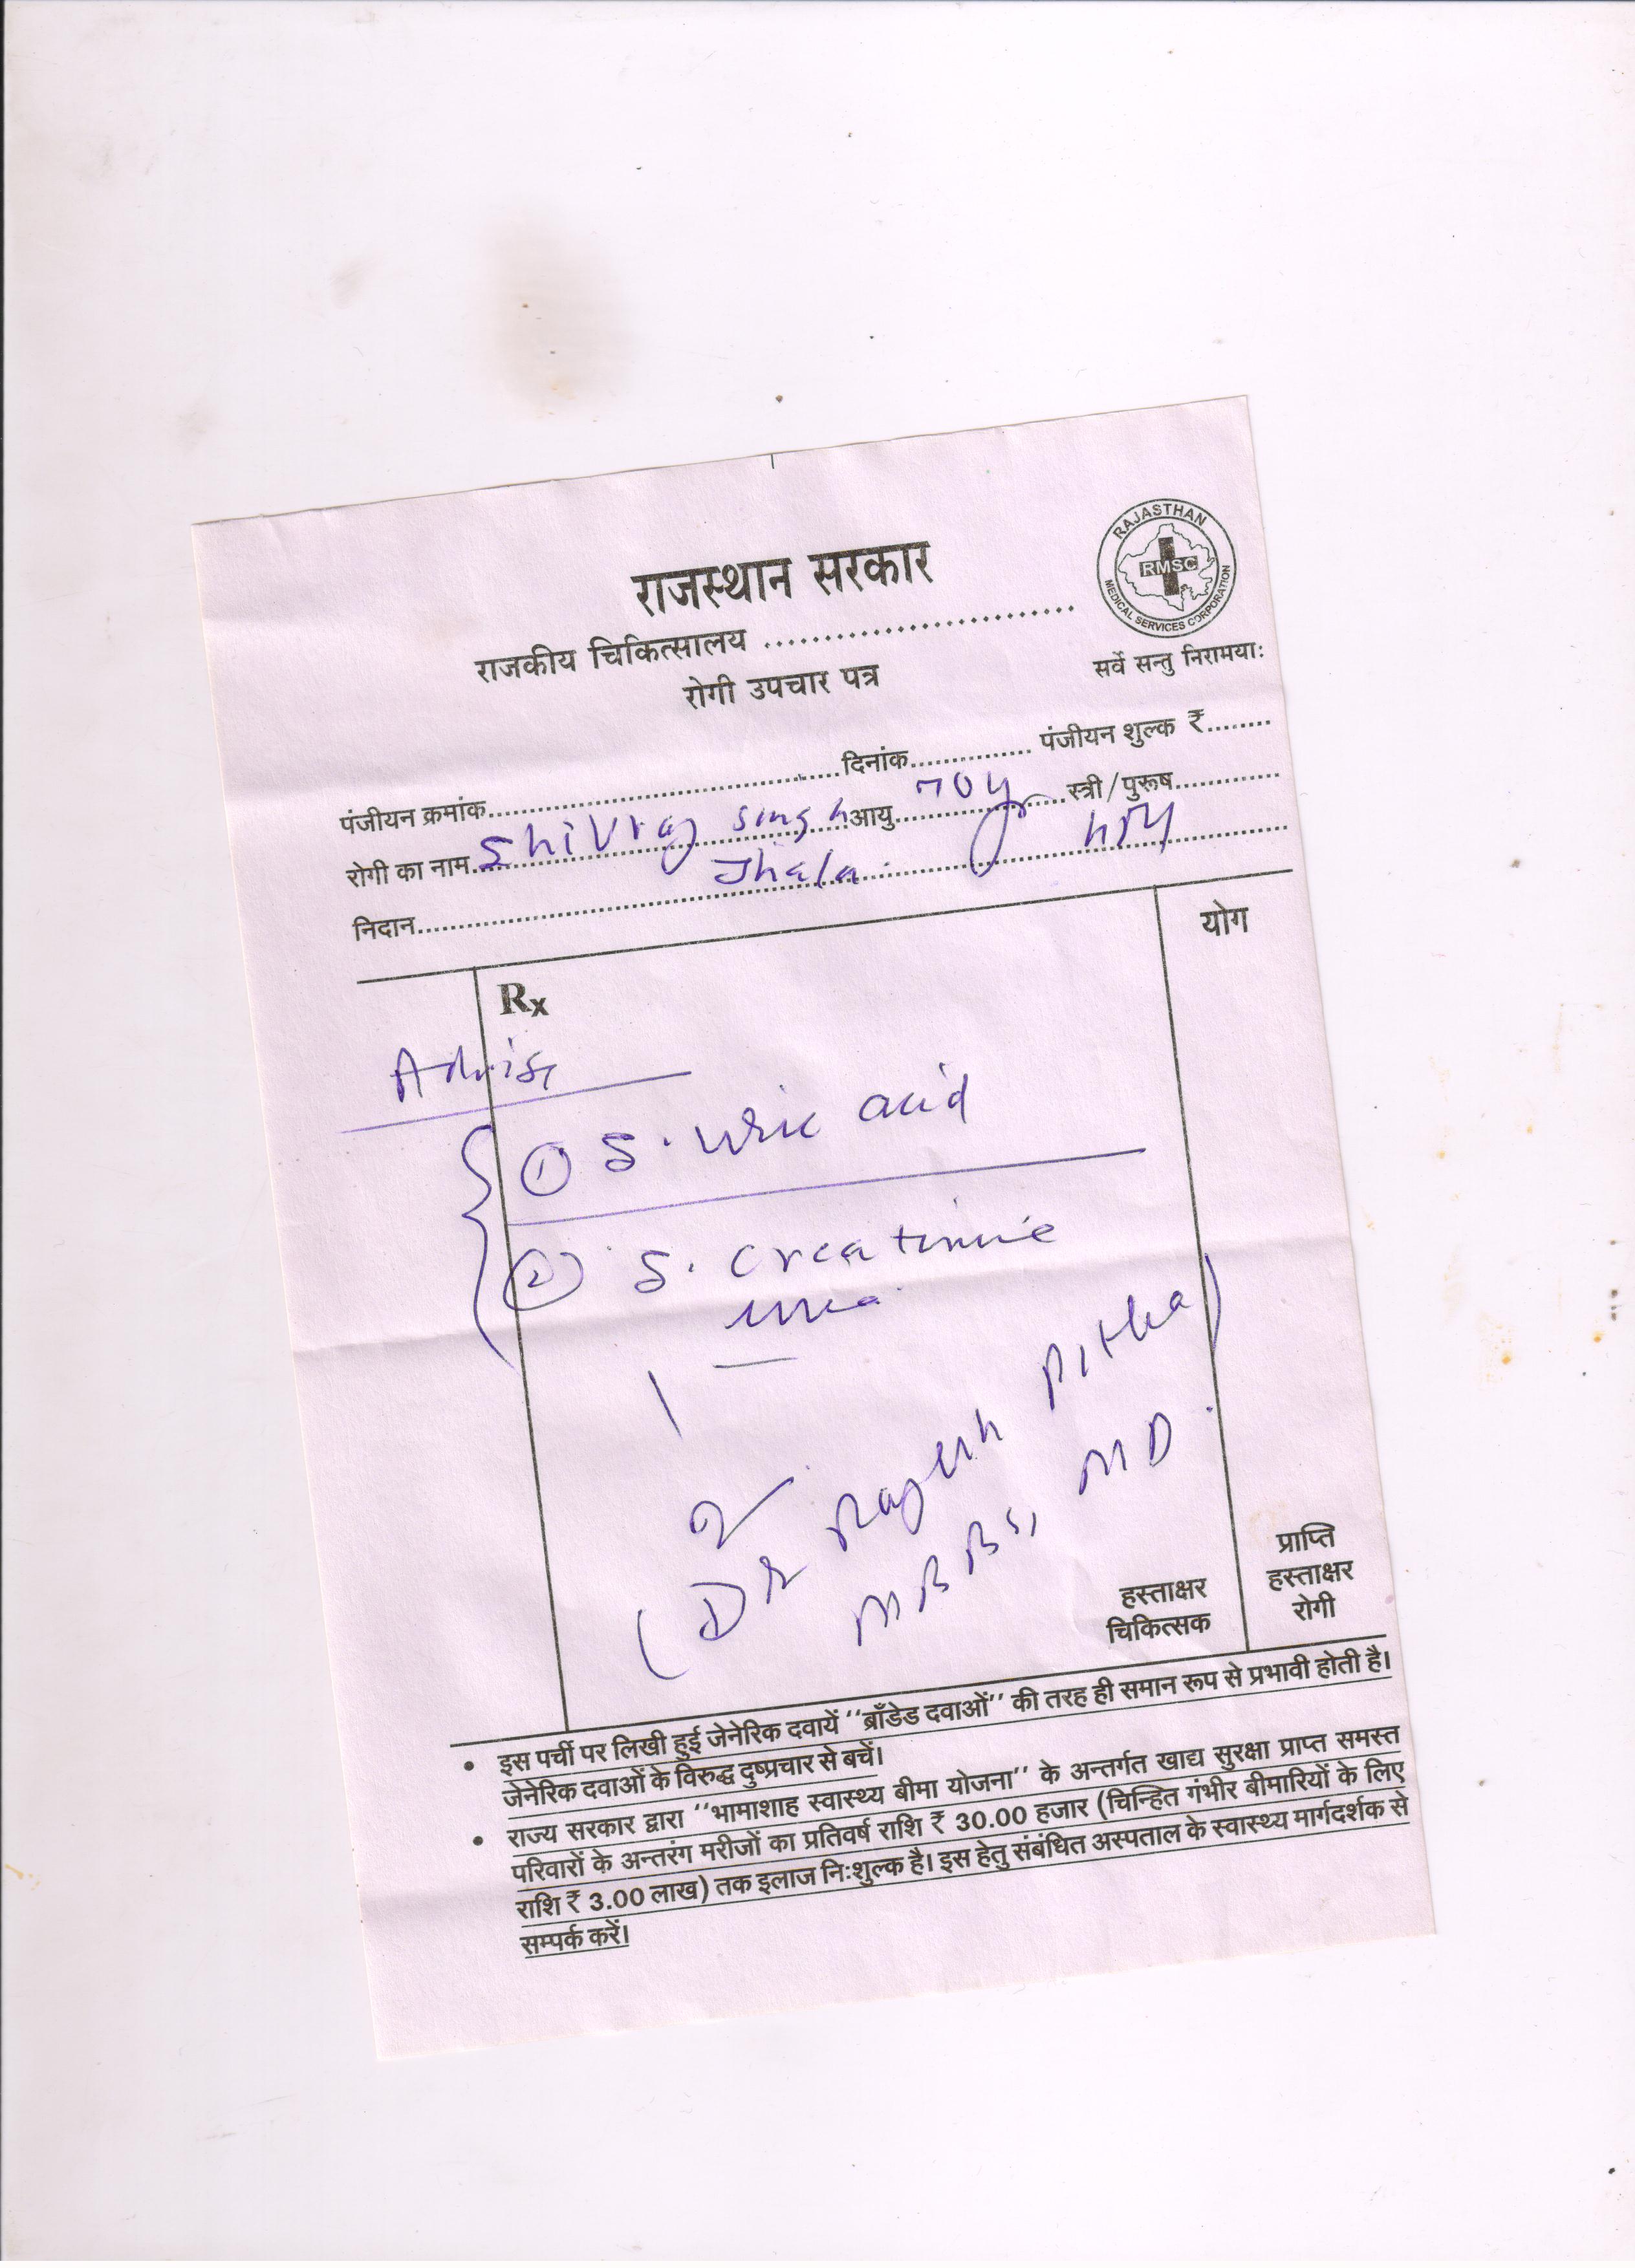 राजस्थान सरकार
RAJASTHAN
RMSC
MEDICAL SERVICES CORPORATION
राजकीय चिकित्सालय ..........................
सर्वे सन्तु निरामयाः
रोगी उपचार पत्र
पंजीयन क्रमांक..........................................दिनांक.............. पंजीयन शुल्क ₹........
रोगी का नाम Shivraj Singh आयु 70 y स्त्री/पुरूष.............
Jhala
निदान..........................................
Rx
योग
Advise
① S. uric acid
② S. creatinine
urea
(Dr Rajesh
MBBS, MD.
हस्ताक्षर
चिकित्सक
प्राप्ति
हस्ताक्षर
रोगी
• इस पर्ची पर लिखी हुई जेनेरिक दवायें ‘‘ब्राँडेड दवाओं’’ की तरह ही समान रूप से प्रभावी होती है।
जेनेरिक दवाओं के विरुद्ध दुष्प्रचार से बचें।
• राज्य सरकार द्वारा ‘‘भामाशाह स्वास्थ्य बीमा योजना’’ के अन्तर्गत खाद्य सुरक्षा प्राप्त समस्त
परिवारों के अन्तरंग मरीजों का प्रतिवर्ष राशि ₹ 30.00 हजार (चिन्हित गंभीर बीमारियों के लिए
राशि ₹ 3.00 लाख) तक इलाज निःशुल्क है। इस हेतु संबंधित अस्पताल के स्वास्थ्य मार्गदर्शक से
सम्पर्क करें।